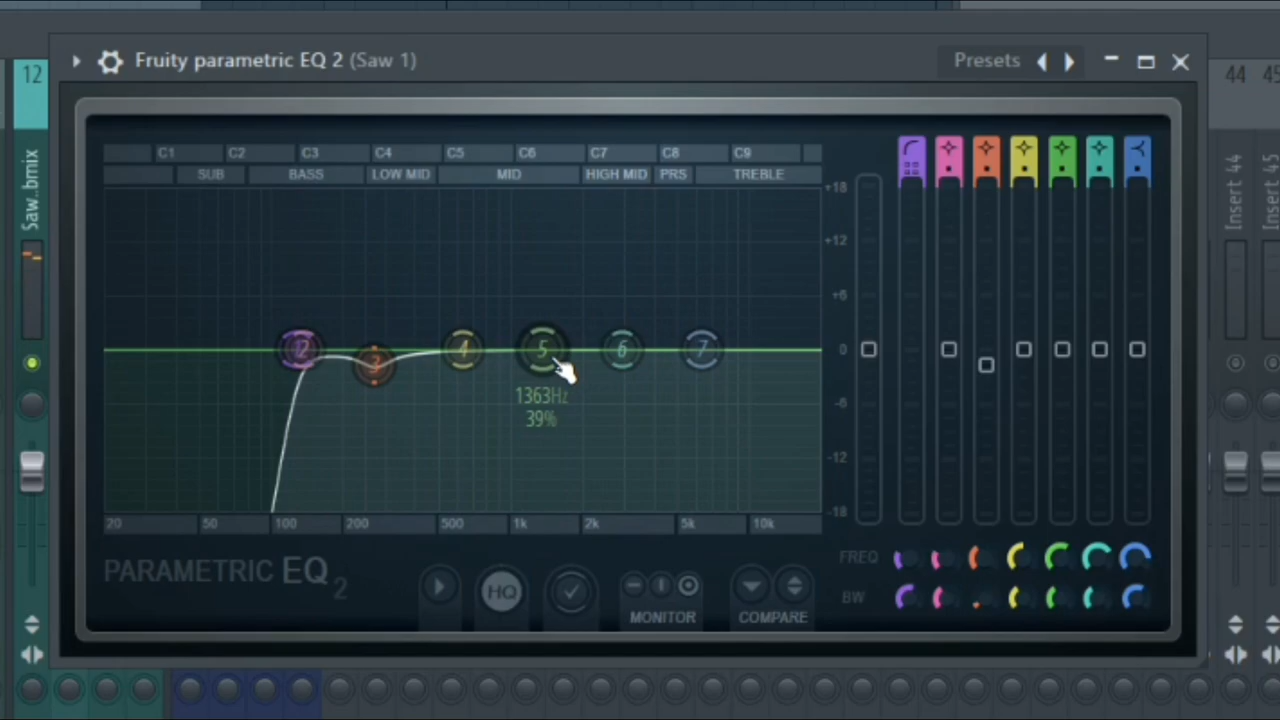 Fruity parametric EQ 2 (Saw 1)
Presets
12
44
45
Saw..bmix
Insert 44
Insert 45
C1 C2 C3 C4 C5 C6 C7 C8 C9
SUB BASS LOW MID MID HIGH MID PRS TREBLE
+18
+12
+6
0
-6
-12
-18
1 2 3 4 5 6 7
1363Hz
39%
20 50 100 200 500 1k 2k 5k 10k
FREQ
BW
PARAMETRIC EQ 2
HQ
MONITOR
COMPARE